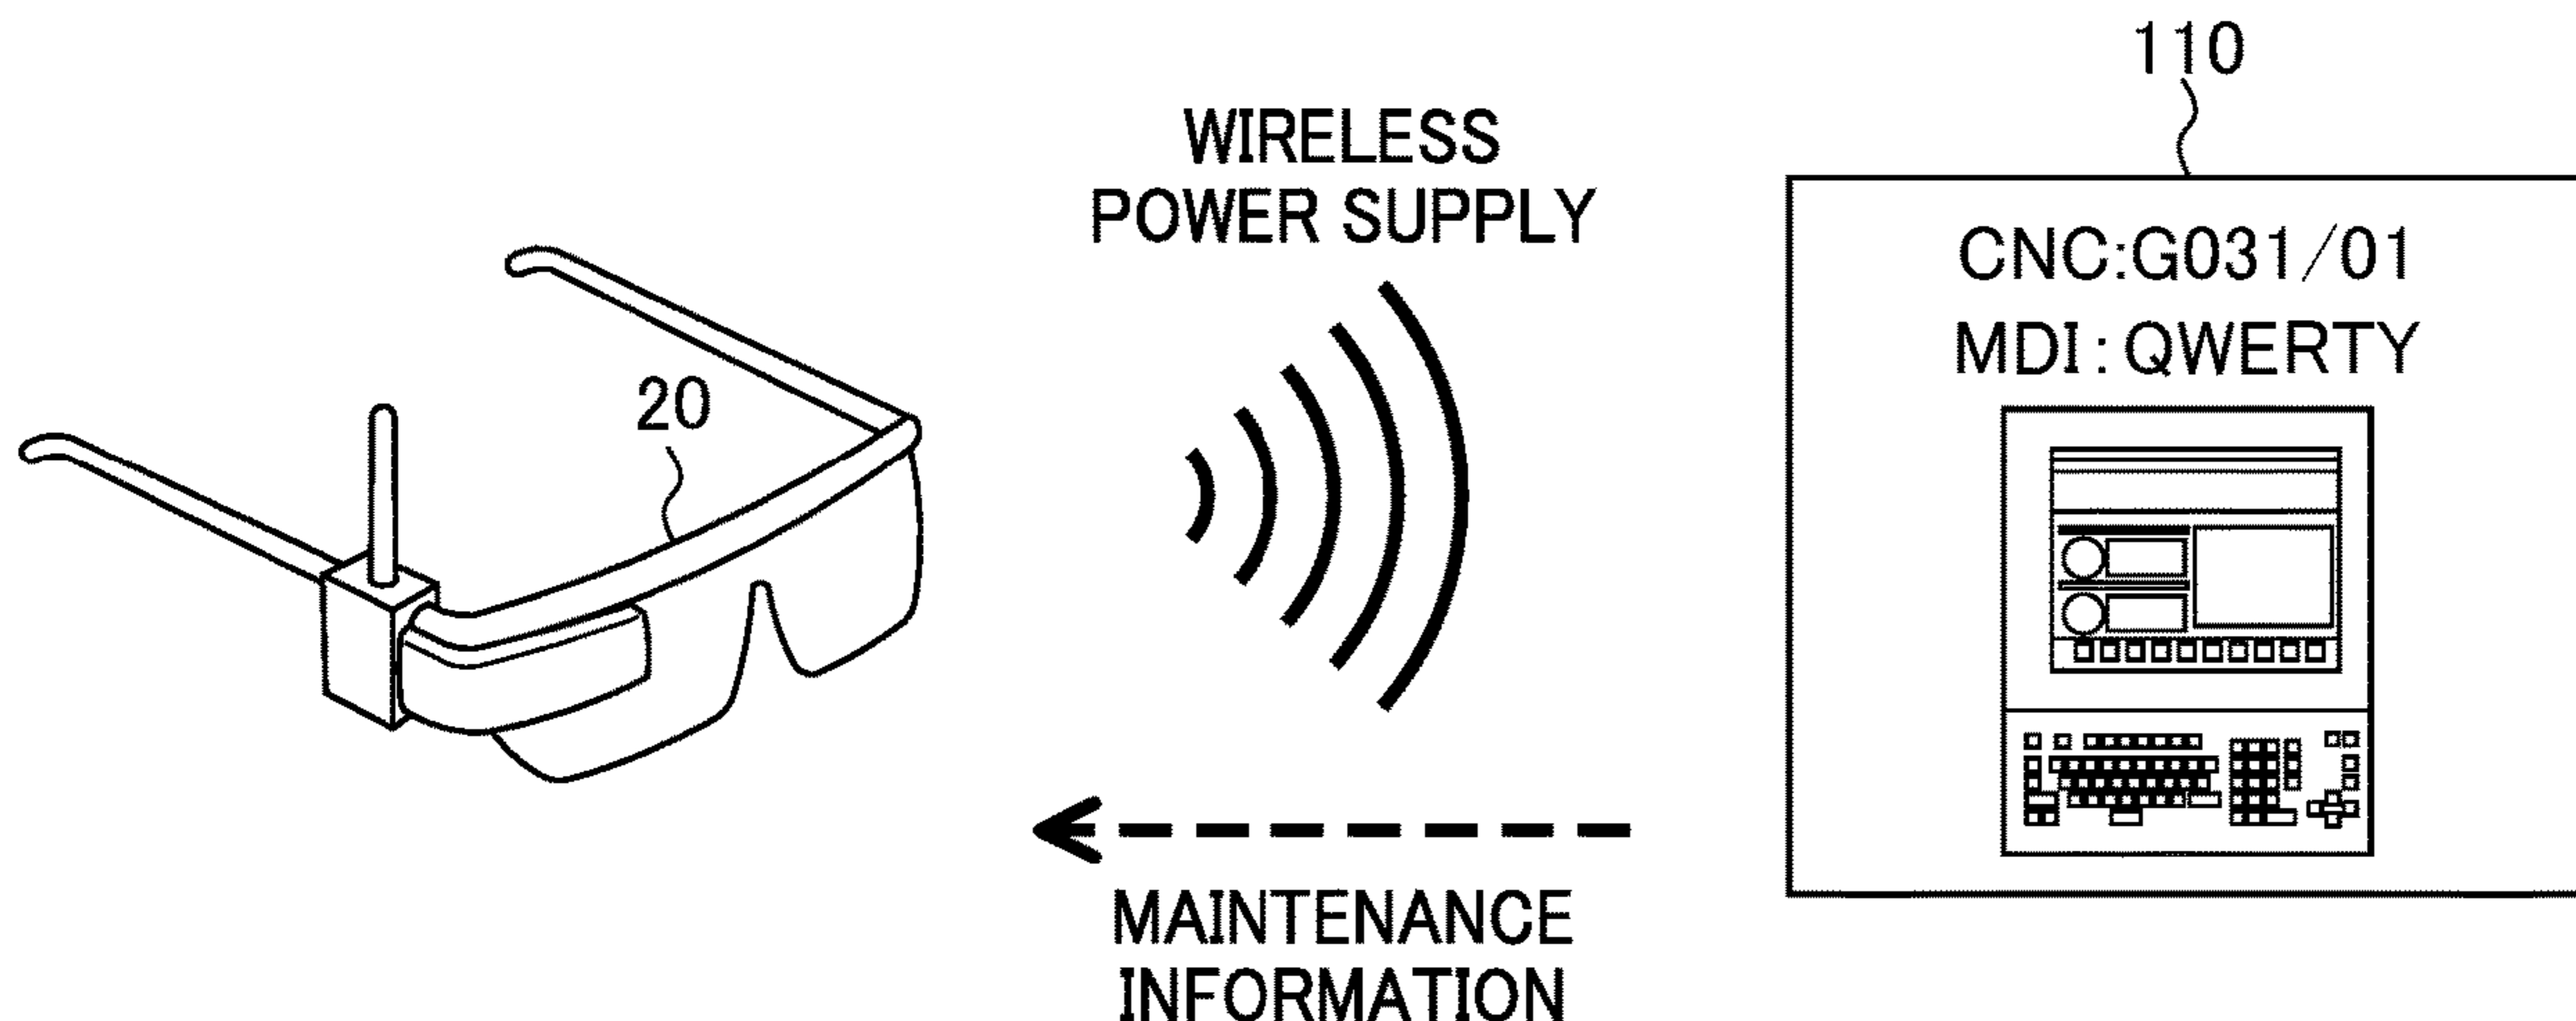 110
WIRELESS
POWER SUPPLY
CNC:G031/01
MDI:QWERTY
20
MAINTENANCE
INFORMATION